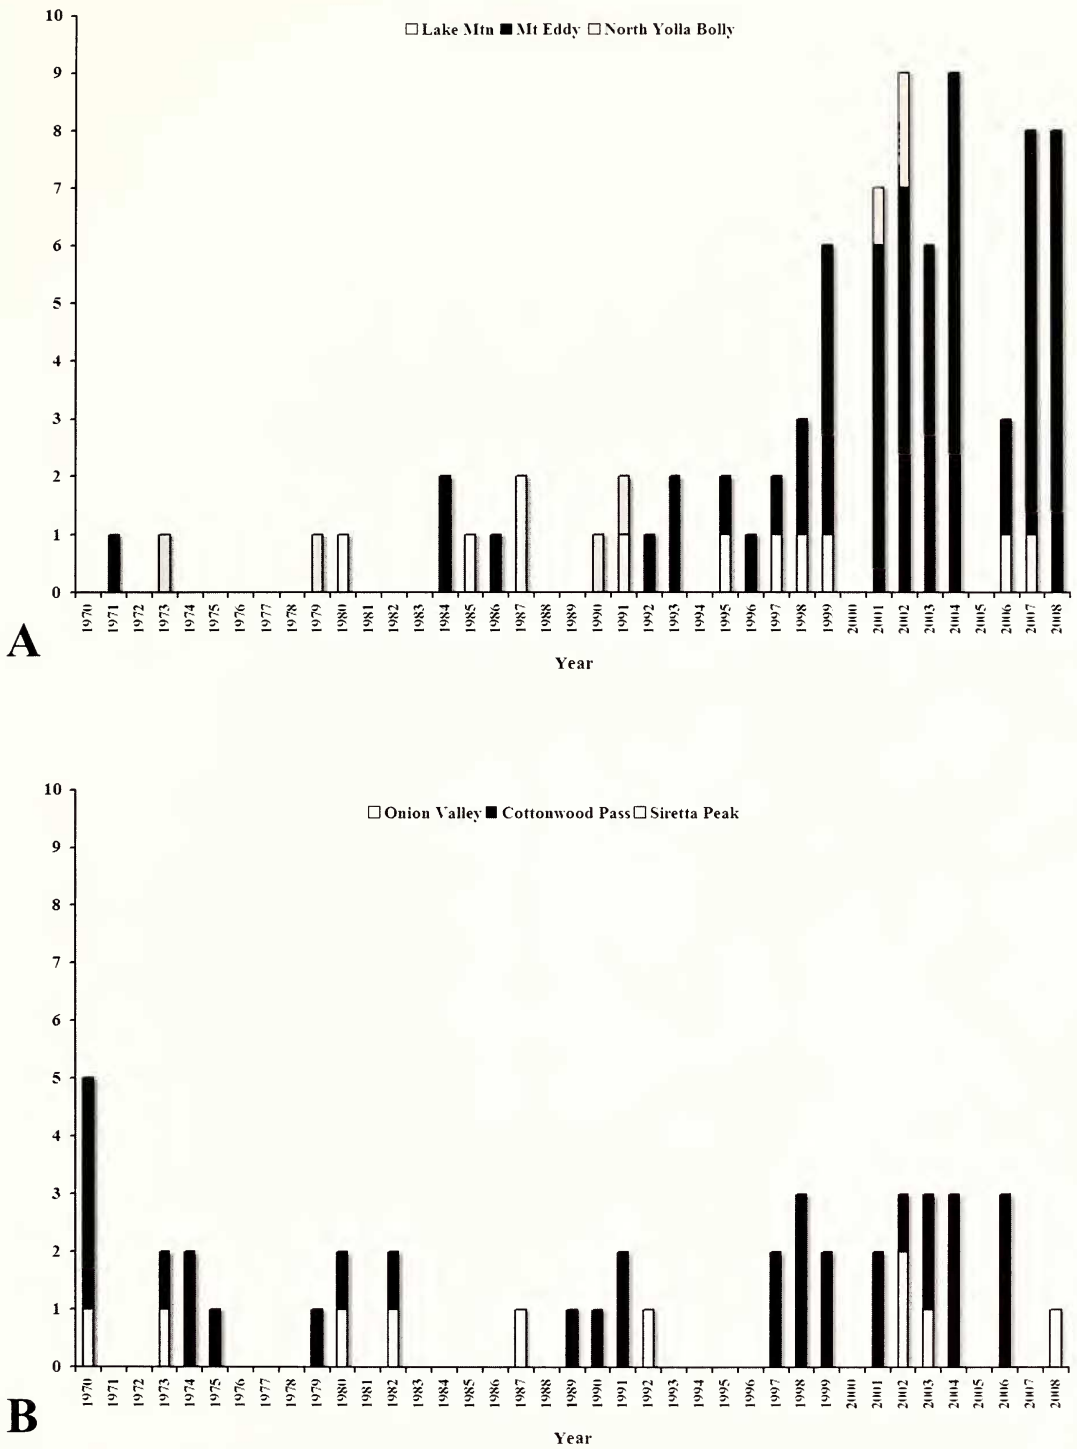 10
☐ Lake Mtn ■ Mt Eddy ☐ North Yolla Bolly
9
8
7
6
5
4
3
2
1
0
1970 1971 1972 1973 1974 1975 1976 1977 1978 1979 1980 1981 1982 1983 1984 1985 1986 1987 1988 1989 1990 1991 1992 1993 1994 1995 1996 1997 1998 1999 2000 2001 2002 2003 2004 2005 2006 2007 2008
A
Year
10
☐ Onion Valley ■ Cottonwood Pass ☐ Siretta Peak
9
8
7
6
5
4
3
2
1
0
1970 1971 1972 1973 1974 1975 1976 1977 1978 1979 1980 1981 1982 1983 1984 1985 1986 1987 1988 1989 1990 1991 1992 1993 1994 1995 1996 1997 1998 1999 2000 2001 2002 2003 2004 2005 2006 2007 2008
B
Year